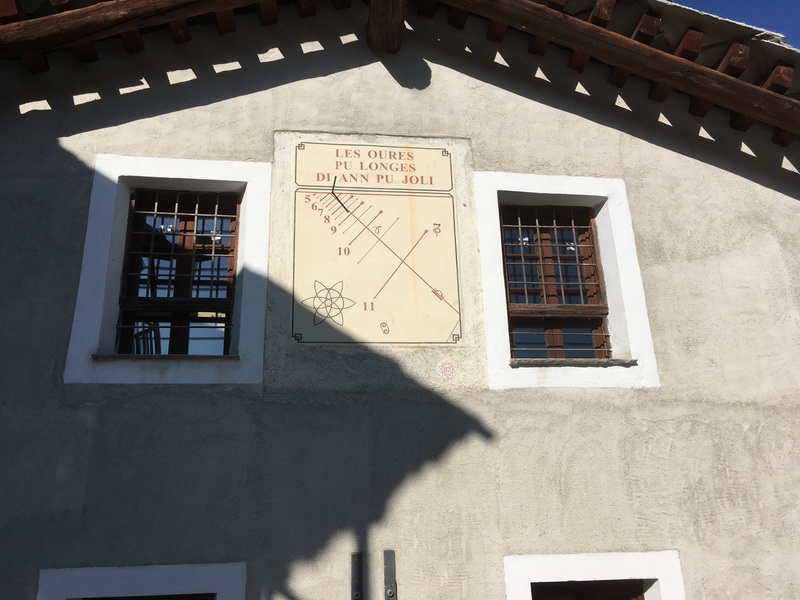 LES OURES
PU LONGES
DI ANN PU JOLI
5
6
7
8
9
10
11